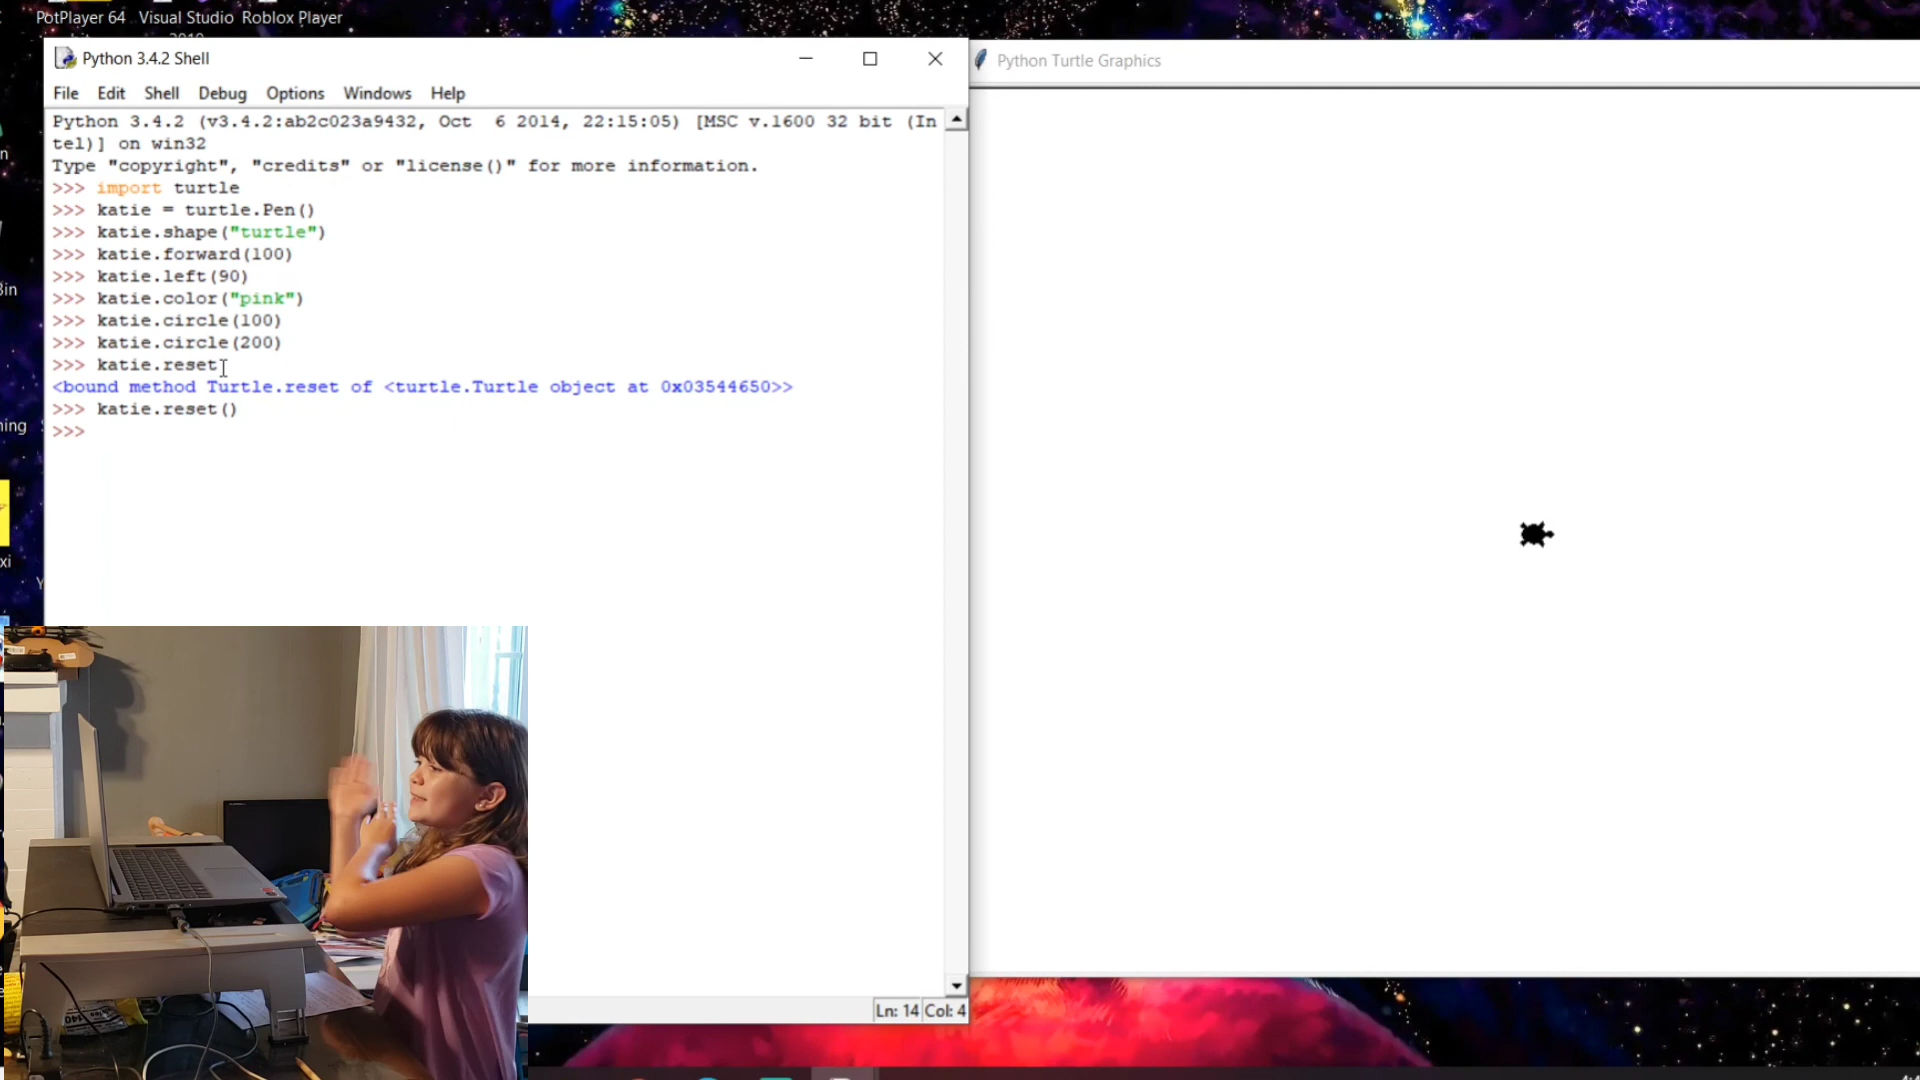 PotPlayer 64 Visual Studio Roblox Player
2019
Python 3.4.2 Shell
Python Turtle Graphics
File Edit Shell Debug Options Windows Help
Python 3.4.2 (v3.4.2:ab2c023a9432, Oct  6 2014, 22:15:05) [MSC v.1600 32 bit (In
tel)] on win32
Type "copyright", "credits" or "license()" for more information.
>>> import turtle
>>> katie = turtle.Pen()
>>> katie.shape("turtle")
>>> katie.forward(100)
>>> katie.left(90)
>>> katie.color("pink")
>>> katie.circle(100)
>>> katie.circle(200)
>>> katie.reset
<bound method Turtle.reset of <turtle.Turtle object at 0x03544650>>
>>> katie.reset()
>>>
Ln: 14 Col: 4